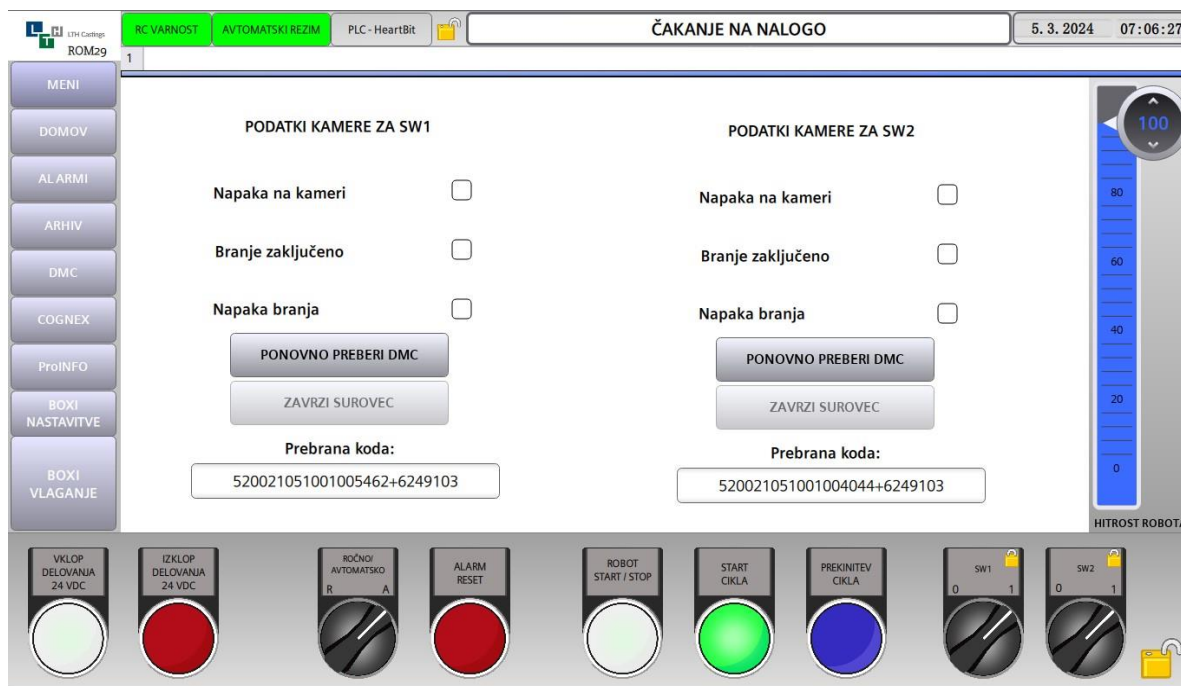 LTH Castings
ROM29
RC VARNOST
AVTOMATSKI REZIM
PLC - HeartBit
ČAKANJE NA NALOGO
5. 3. 2024 07:06:27
1
MENI
DOMOV
ALARMI
ARHIV
DMC
COGNEX
ProINFO
BOXI
NASTAVITVE
BOXI
VLAGANJE
PODATKI KAMERE ZA SW1
Napaka na kameri
Branje zaključeno
Napaka branja
PONOVNO PREBERI DMC
ZAVRZI SUROVEC
Prebrana koda:
520021051001005462+6249103
PODATKI KAMERE ZA SW2
Napaka na kameri
Branje zaključeno
Napaka branja
PONOVNO PREBERI DMC
ZAVRZI SUROVEC
Prebrana koda:
520021051001004044+6249103
100
80
60
40
20
0
HITROST ROBOTA
VKLOP
DELOVANJA
24 VDC
IZKLOP
DELOVANJA
24 VDC
ROČNO/
AVTOMATSKO
R A
ALARM
RESET
ROBOT
START / STOP
START
CIKLA
PREKINITEV
CIKLA
SW1
0 1
SW2
0 1